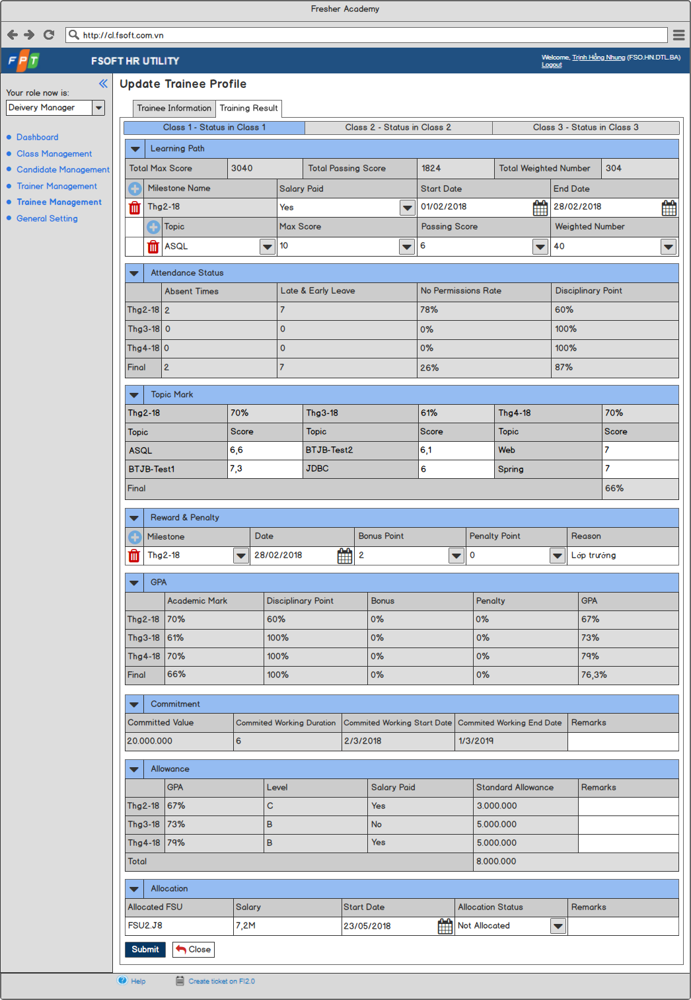 Fresher Academy
http://cl.fsoft.com.vn
FPT FSOFT HR UTILITY Welcome, Trịnh Hồng Nhung (FSO.HN.DTL.BA)
Logout
Your role now is:
Deivery Manager
Dashboard
Class Management
Candidate Management
Trainer Management
Trainee Management
General Setting
Update Trainee Profile
Trainee Information Training Result
Class 1 - Status in Class 1 Class 2 - Status in Class 2 Class 3 - Status in Class 3
Learning Path
Total Max Score 3040 Total Passing Score 1824 Total Weighted Number 304
Milestone Name Salary Paid Start Date End Date
Thg2-18 Yes 01/02/2018 28/02/2018
Topic Max Score Passing Score Weighted Number
ASQL 10 6 40
Attendance Status
Absent Times Late & Early Leave No Permissions Rate Disciplinary Point
Thg2-18 2 7 78% 60%
Thg3-18 0 0 0% 100%
Thg4-18 0 0 0% 100%
Final 2 7 26% 87%
Topic Mark
Thg2-18 70% Thg3-18 61% Thg4-18 70%
Topic Score Topic Score Topic Score
ASQL 6,6 BTJB-Test2 6,1 Web 7
BTJB-Test1 7,3 JDBC 6 Spring 7
Final 66%
Reward & Penalty
Milestone Date Bonus Point Penalty Point Reason
Thg2-18 28/02/2018 2 0 Lớp trưởng
GPA
Academic Mark Disciplinary Point Bonus Penalty GPA
Thg2-18 70% 60% 0% 0% 67%
Thg3-18 61% 100% 0% 0% 73%
Thg4-18 70% 100% 0% 0% 79%
Final 66% 100% 0% 0% 76,3%
Commitment
Committed Value Commited Working Duration Commited Working Start Date Commited Working End Date Remarks
20.000.000 6 2/3/2018 1/3/2019
Allowance
GPA Level Salary Paid Standard Allowance Remarks
Thg2-18 67% C Yes 3.000.000
Thg3-18 73% B No 5.000.000
Thg4-18 79% B Yes 5.000.000
Total 8.000.000
Allocation
Allocated FSU Salary Start Date Allocation Status Remarks
FSU2.J8 7,2M 23/05/2018 Not Allocated
Submit Close
Help Create ticket on FI2.0